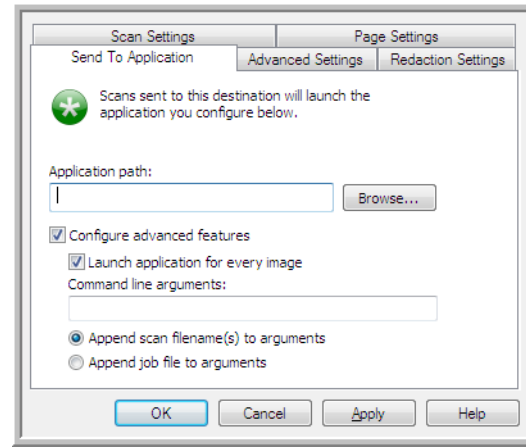 Scan Settings
Page Settings
Send To Application
Advanced Settings
Redaction Settings
Scans sent to this destination will launch the
application you configure below.
Application path:
Browse...
Configure advanced features
Launch application for every image
Command line arguments:
Append scan filename(s) to arguments
Append job file to arguments
OK
Cancel
Apply
Help